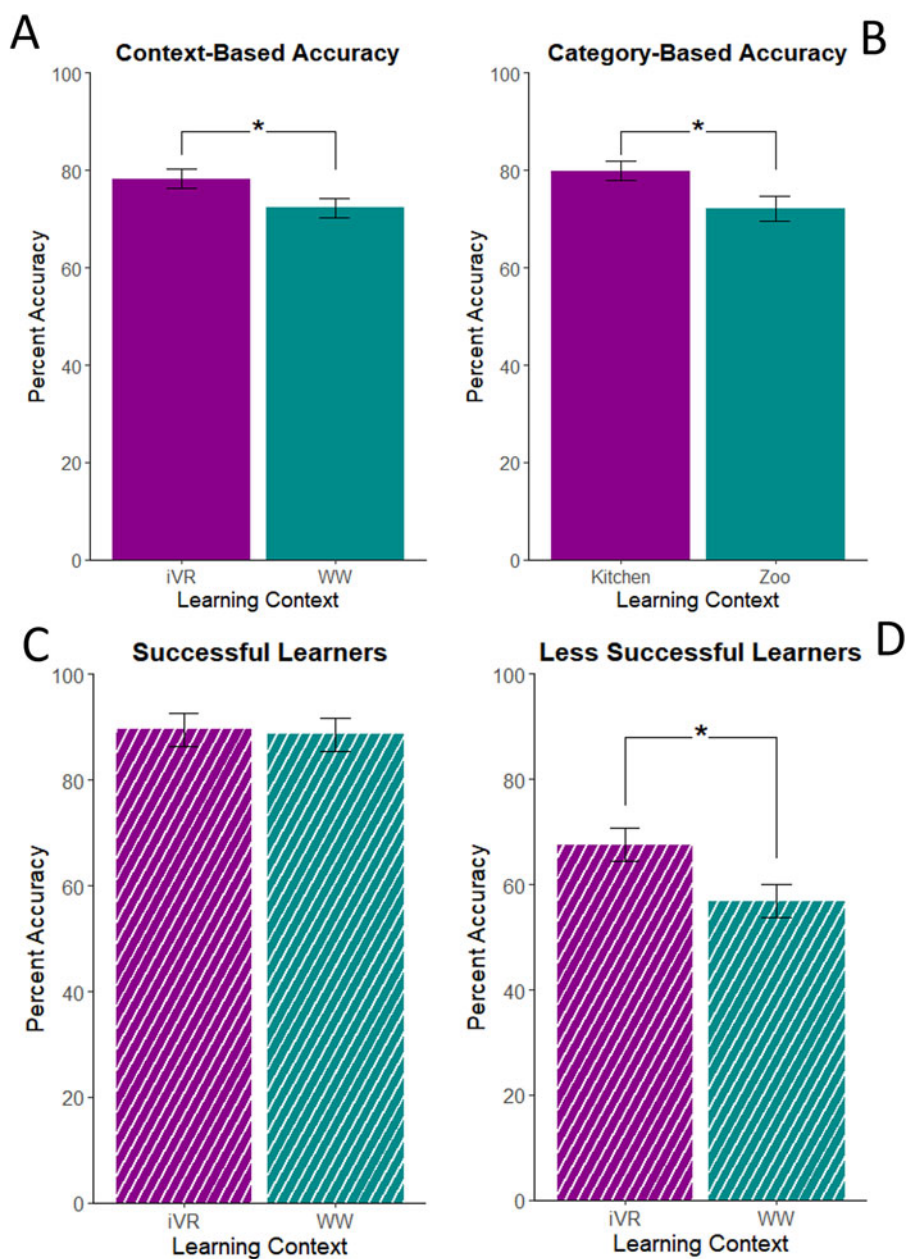 A
Context-Based Accuracy
100
80
60
40
20
0
Percent Accuracy
*
iVR
WW
Learning Context
B
Category-Based Accuracy
100
80
60
40
20
0
Percent Accuracy
*
Kitchen
Zoo
Learning Context
C
Successful Learners
100
80
60
40
20
0
Percent Accuracy
iVR
WW
Learning Context
D
Less Successful Learners
100
80
60
40
20
0
Percent Accuracy
*
iVR
WW
Learning Context